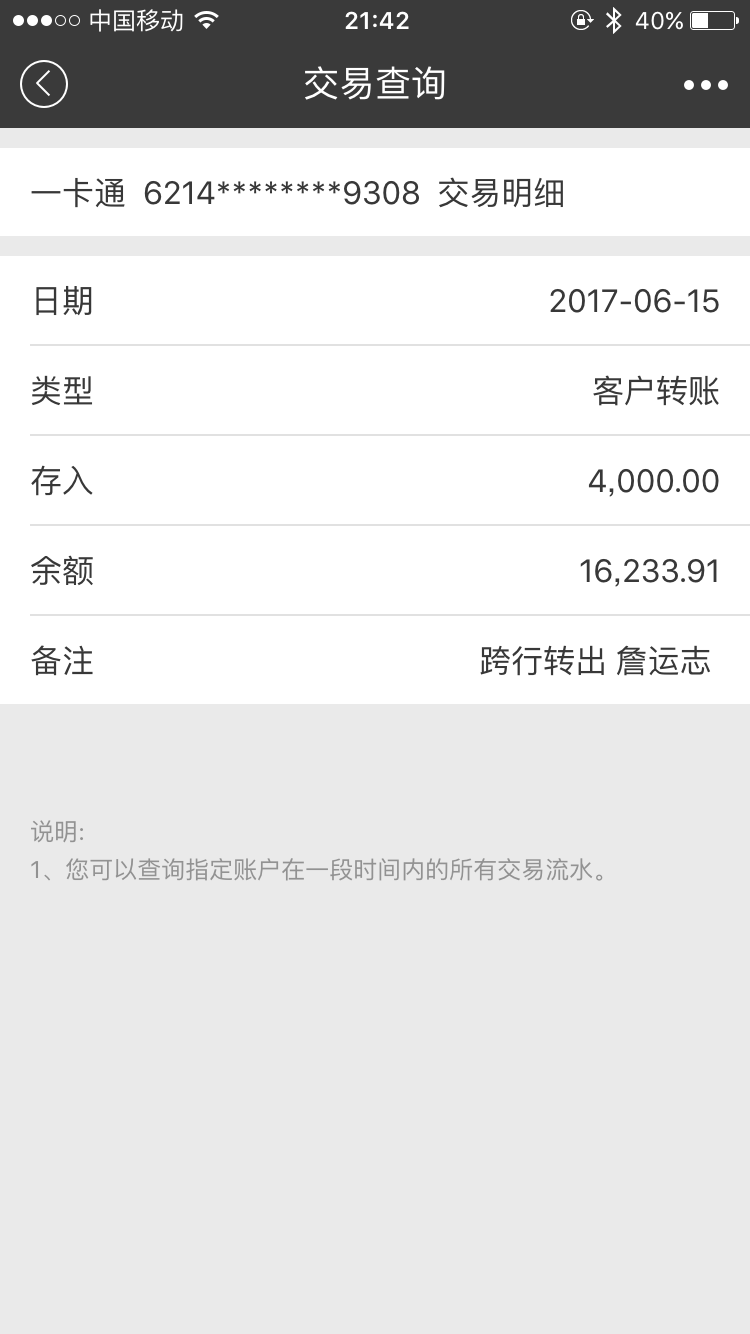 中国移动 21:42 40%
交易查询
一卡通 6214********9308 交易明细
日期 2017-06-15
类型 客户转账
存入 4,000.00
余额 16,233.91
备注 跨行转出 詹运志
说明:
1、您可以查询指定账户在一段时间内的所有交易流水。